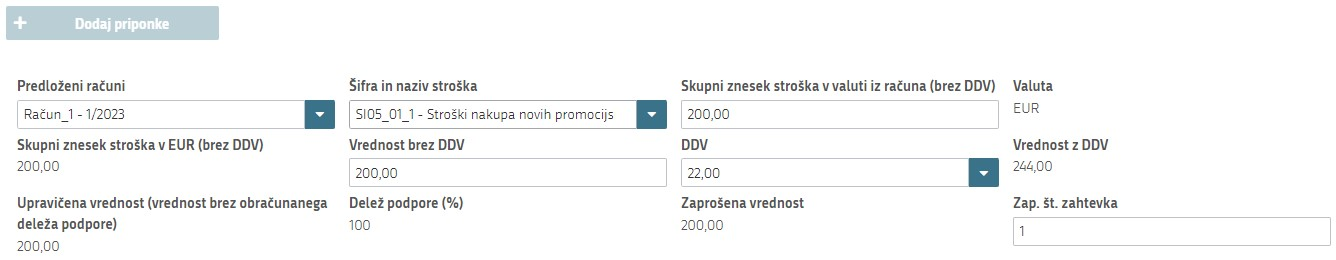 + Dodaj priponke
Predloženi računi
Račun_1 - 1/2023
Šifra in naziv stroška
SI05_01_1 - Stroški nakupa novih promocijs
Skupni znesek stroška v valuti iz računa (brez DDV)
200,00
Valuta
EUR
Skupni znesek stroška v EUR (brez DDV)
200,00
Vrednost brez DDV
200,00
DDV
22,00
Vrednost z DDV
244,00
Upravičena vrednost (vrednost brez obračunanega
deleža podpore)
200,00
Delež podpore (%)
100
Zaprošena vrednost
200,00
Zap. št. zahtevka
1